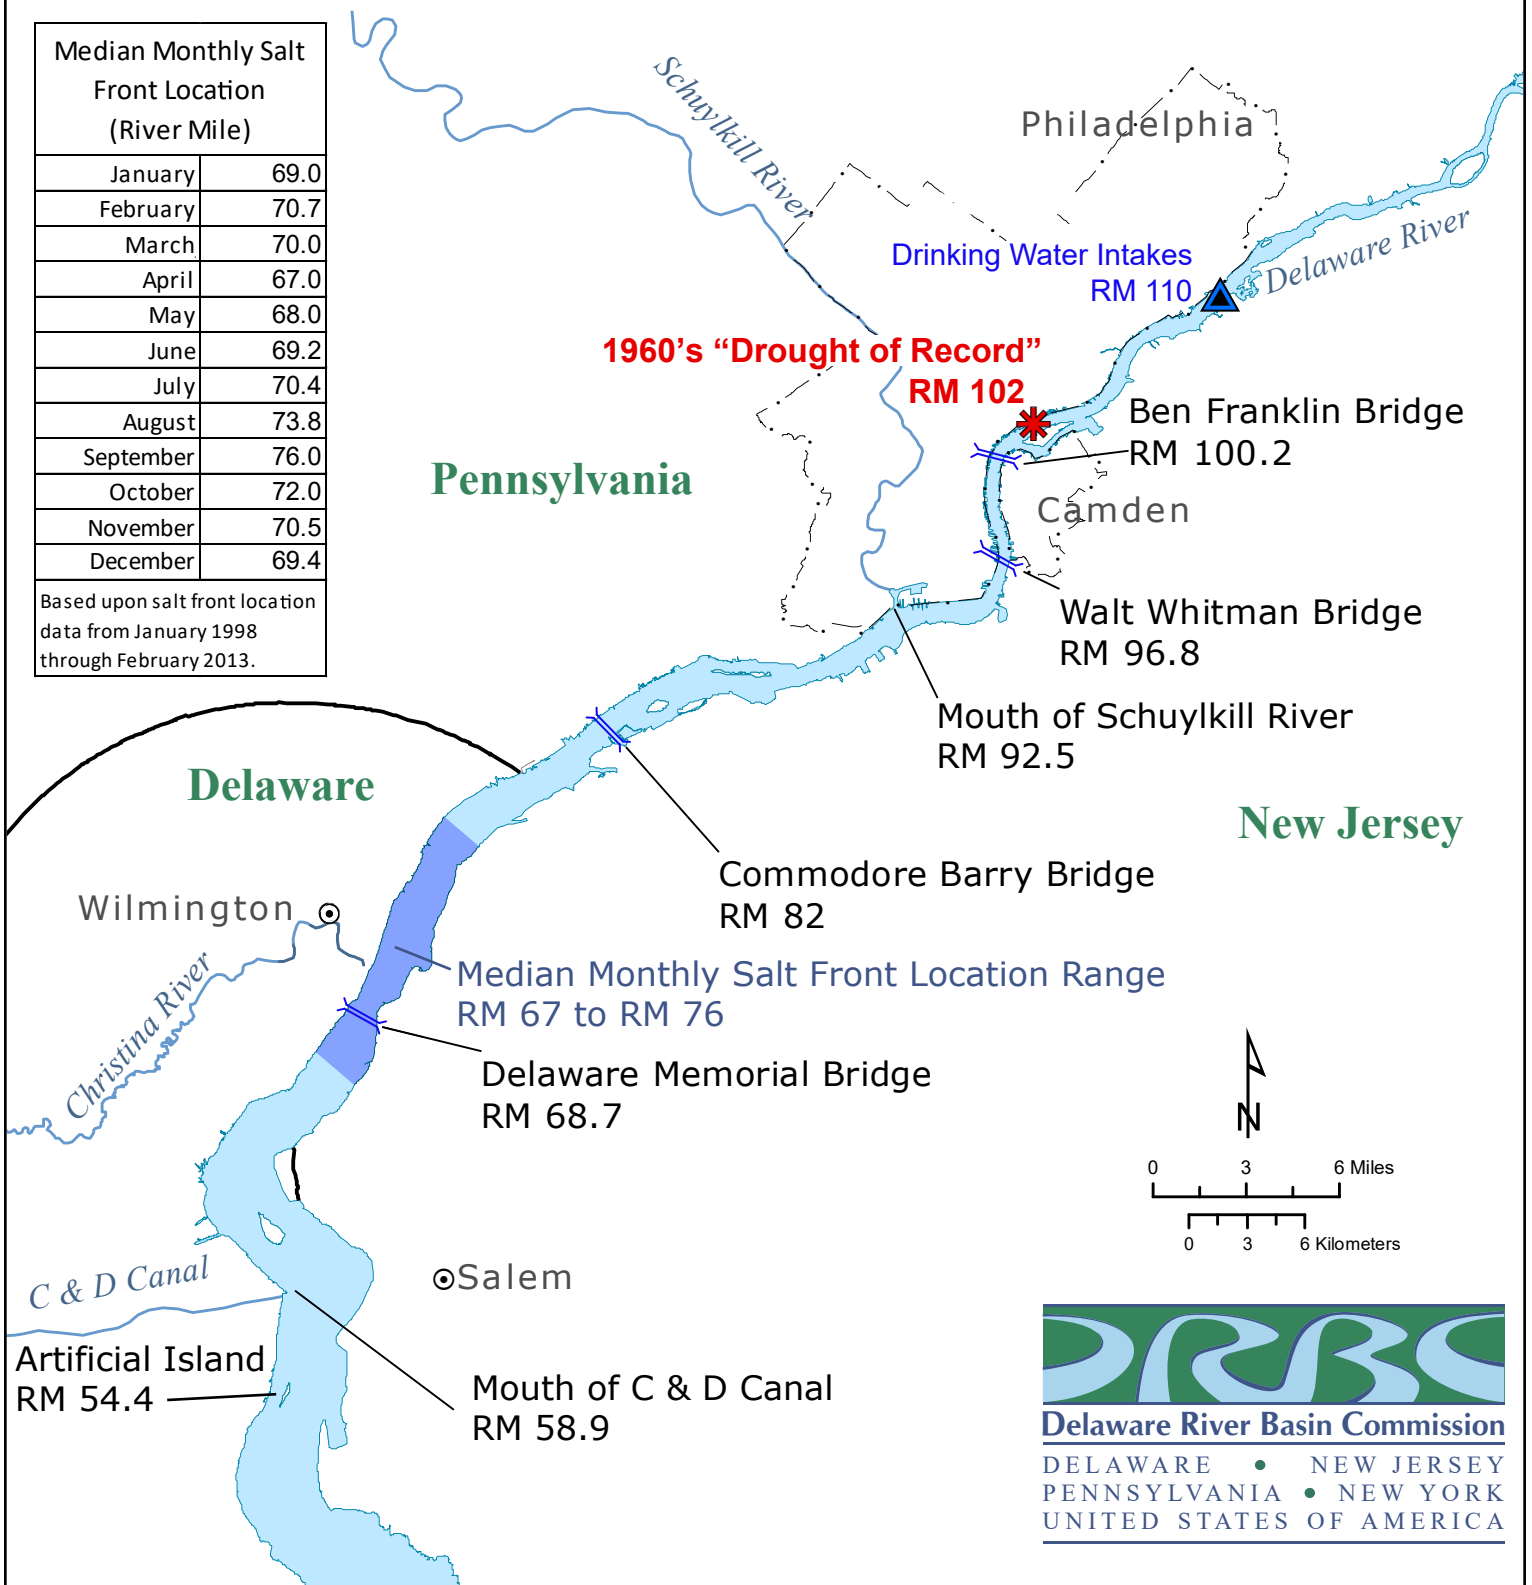 Median Monthly Salt
Front Location
(River Mile)
January 69.0
February 70.7
March 70.0
April 67.0
May 68.0
June 69.2
July 70.4
August 73.8
September 76.0
October 72.0
November 70.5
December 69.4
Based upon salt front location
data from January 1998
through February 2013.
Schuylkill River
Philadelphia
Delaware River
Drinking Water Intakes
RM 110
1960’s “Drought of Record”
RM 102
Ben Franklin Bridge
RM 100.2
Pennsylvania
Camden
Walt Whitman Bridge
RM 96.8
Mouth of Schuylkill River
RM 92.5
Delaware
New Jersey
Commodore Barry Bridge
RM 82
Wilmington
Median Monthly Salt Front Location Range
RM 67 to RM 76
Christina River
Delaware Memorial Bridge
RM 68.7
N
0 3 6 Miles
0 3 6 Kilometers
C & D Canal
Salem
Artificial Island
RM 54.4
Mouth of C & D Canal
RM 58.9
DRBC
Delaware River Basin Commission
DELAWARE • NEW JERSEY
PENNSYLVANIA • NEW YORK
UNITED STATES OF AMERICA